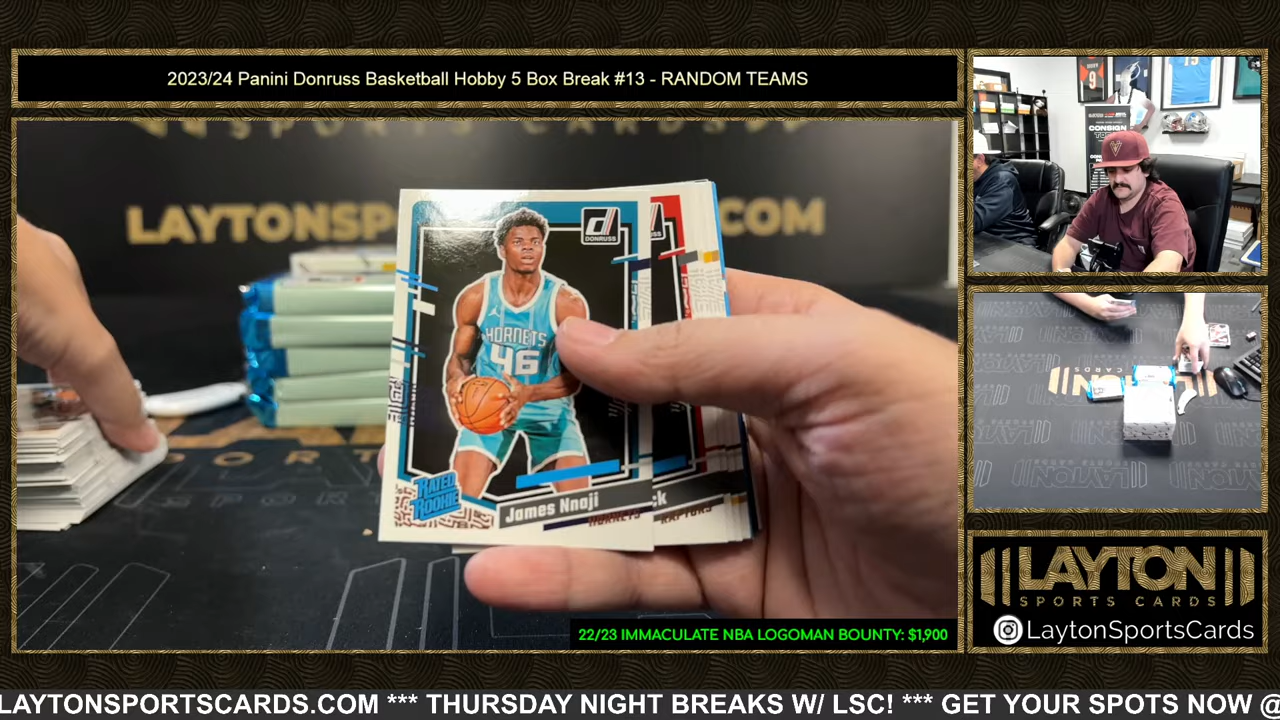 2023/24 Panini Donruss Basketball Hobby 5 Box Break #13 - RANDOM TEAMS
LAYTONSP
COM
DONRUSS
HORNETS
46
RATED
ROOKIE
James Nnaji
HORNETS
ck
RAPTORS
22/23 IMMACULATE NBA LOGOMAN BOUNTY: $1,900
CONSIGN
LAYTON
SPORTS CARDS
LaytonSportsCards
LAYTONSPORTSCARDS.COM *** THURSDAY NIGHT BREAKS W/ LSC! *** GET YOUR SPOTS NOW @